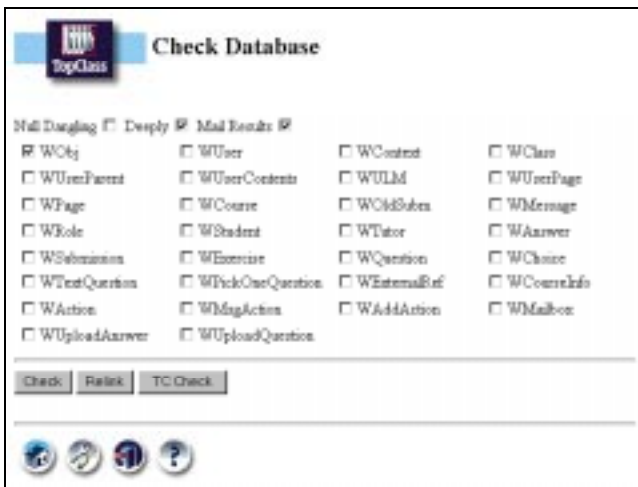 TopClass
Check Database
Null Dangling Deeply Mail Results
WObj WUser WContext WClass
WUserParent WUserContents WULM WUserPage
WPage WCourse WOldSubm WMessage
WRole WStudent WTutor WAnswer
WSubmission WExercise WQuestion WChoice
WTextQuestion WPickOneQuestion WExternalRef WCourseInfo
WAction WMsgAction WAddAction WMailbox
WUploadAnswer WUploadQuestion
Check Relink TC Check
?